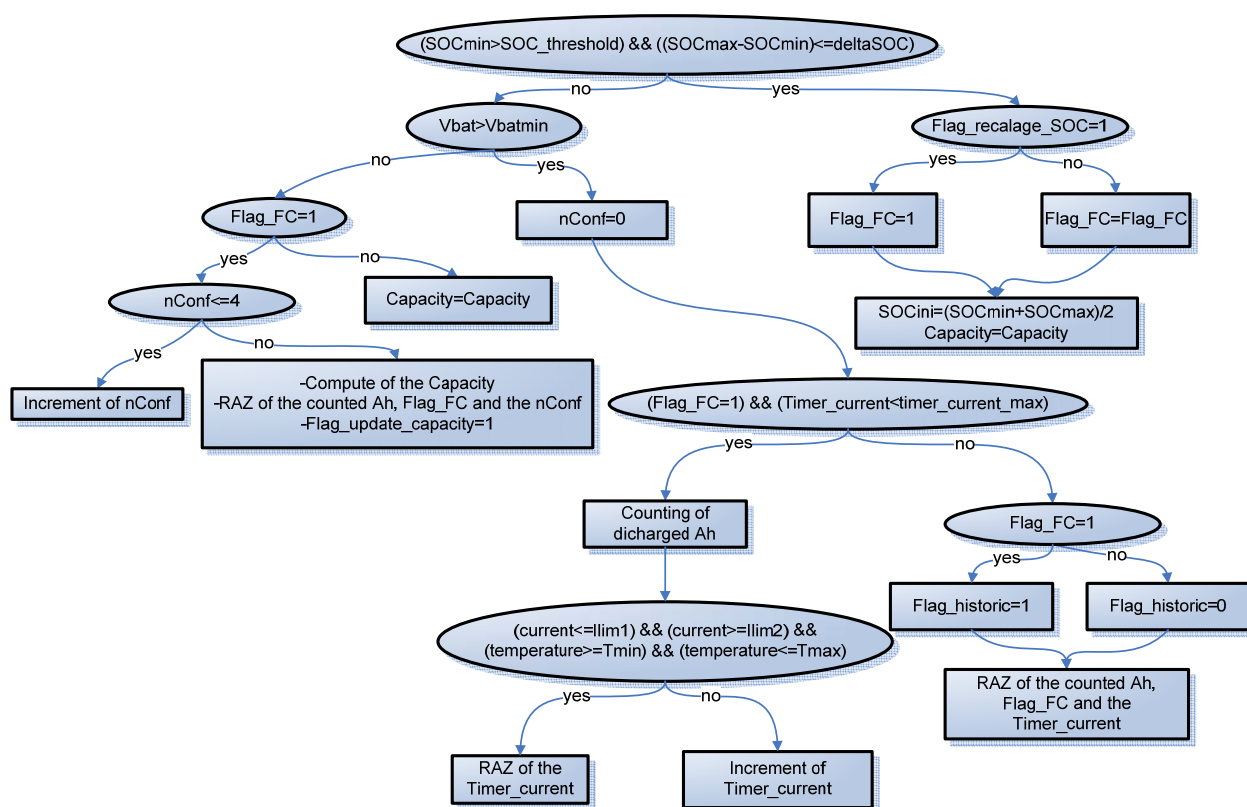 (SOCmin>SOC_threshold) && ((SOCmax-SOCmin)<=deltaSOC)
no
yes
Vbat>Vbatmin
Flag_recalage_SOC=1
no
yes
yes
no
Flag_FC=1
nConf=0
Flag_FC=1
Flag_FC=Flag_FC
yes
no
nConf<=4
Capacity=Capacity
SOCini=(SOCmin+SOCmax)/2
Capacity=Capacity
yes
no
Increment of nConf
-Compute of the Capacity
-RAZ of the counted Ah, Flag_FC and the nConf
-Flag_update_capacity=1
(Flag_FC=1) && (Timer_current<timer_current_max)
yes
no
Counting of
dicharged Ah
Flag_FC=1
yes
no
Flag_historic=1
Flag_historic=0
(current<=Ilim1) && (current>=Ilim2) &&
(temperature>=Tmin) && (temperature<=Tmax)
RAZ of the counted Ah,
Flag_FC and the
Timer_current
yes
no
RAZ of the
Timer_current
Increment of
Timer_current